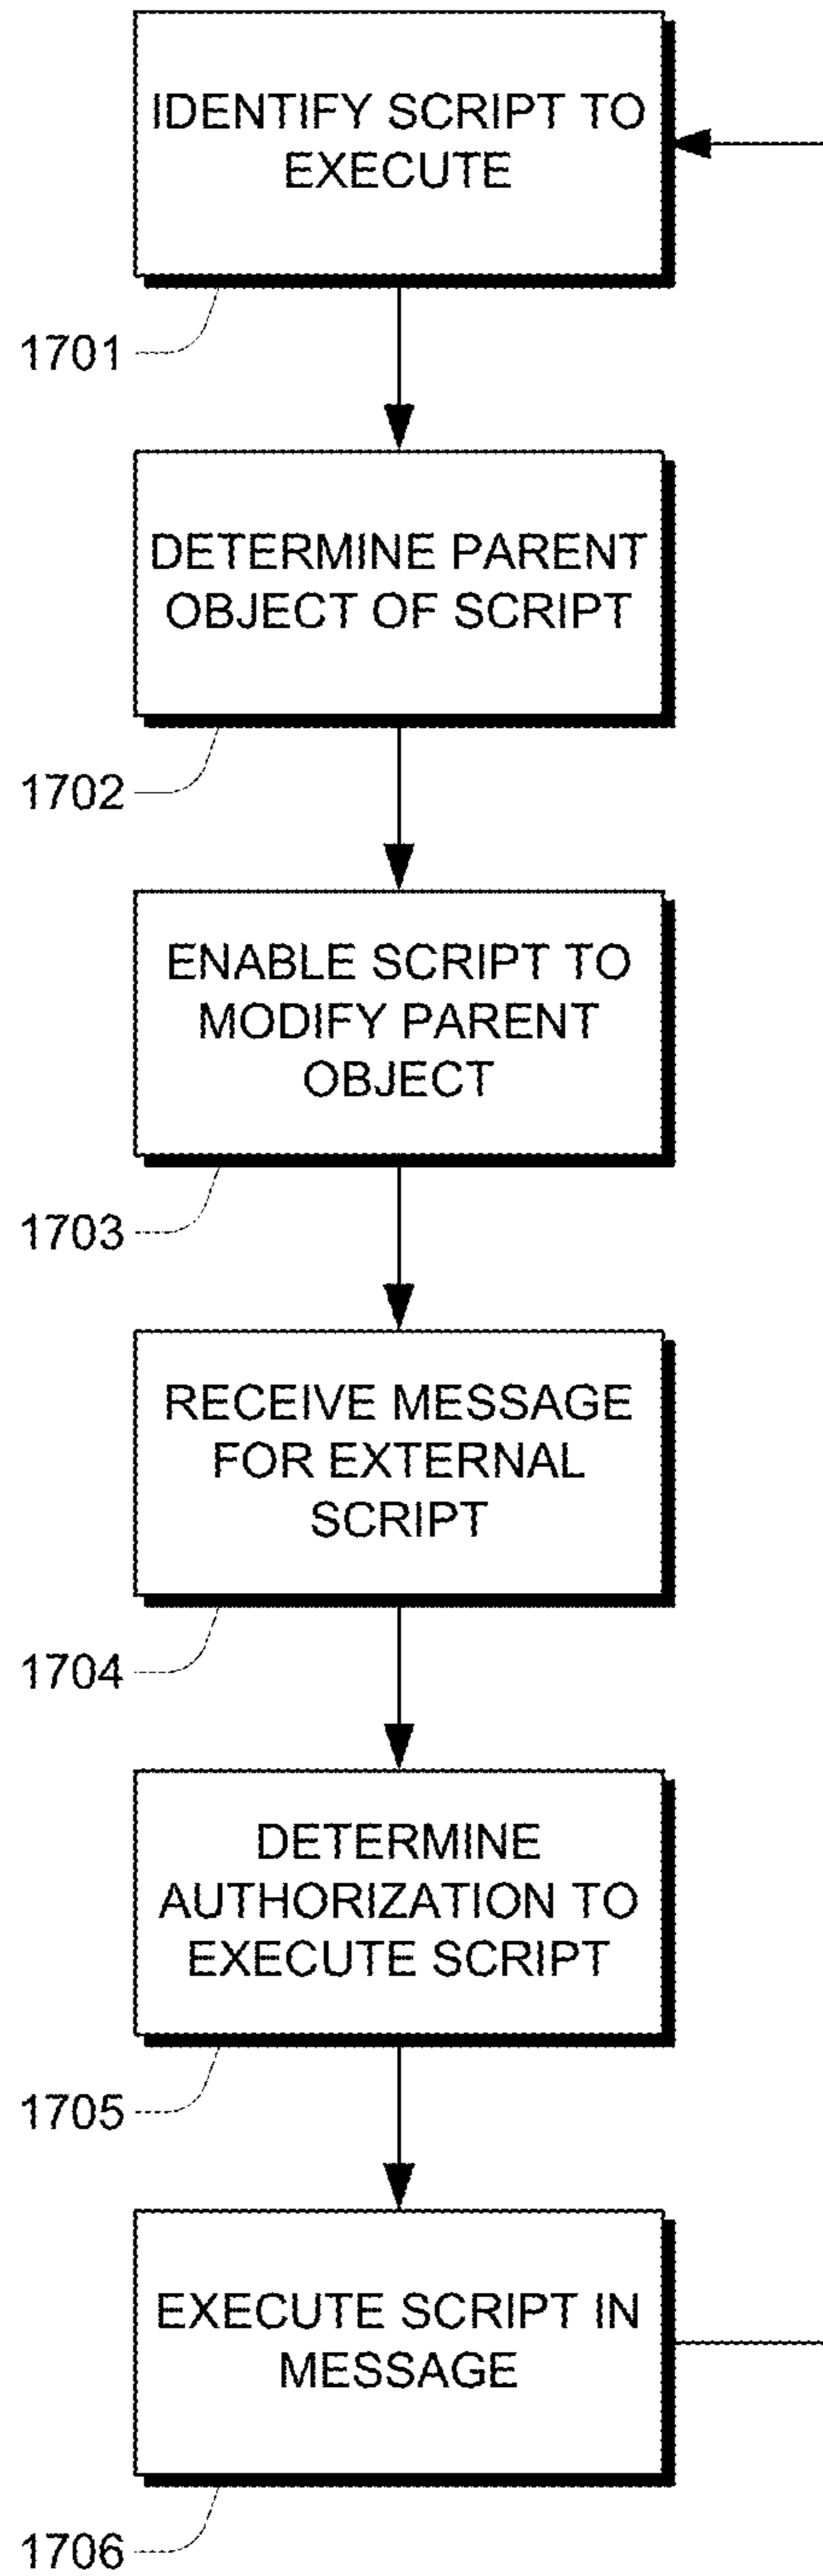 IDENTIFY SCRIPT TO
EXECUTE
1701
DETERMINE PARENT
OBJECT OF SCRIPT
1702
ENABLE SCRIPT TO
MODIFY PARENT
OBJECT
1703
RECEIVE MESSAGE
FOR EXTERNAL
SCRIPT
1704
DETERMINE
AUTHORIZATION TO
EXECUTE SCRIPT
1705
EXECUTE SCRIPT IN
MESSAGE
1706